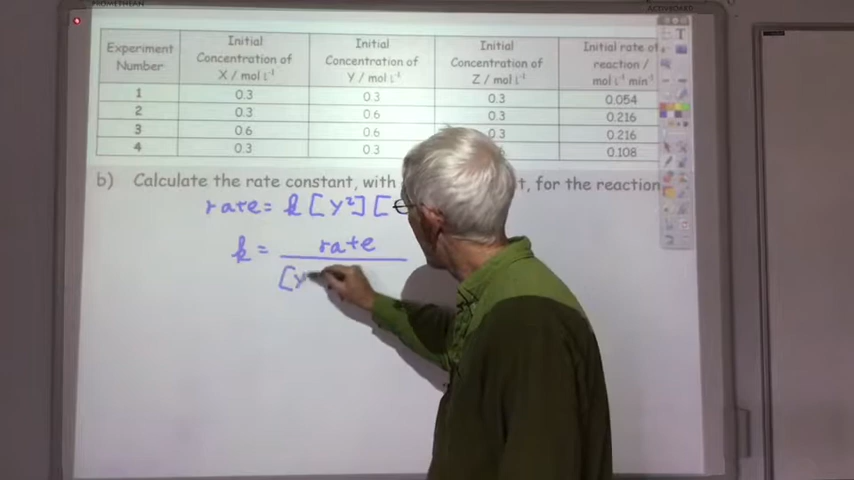 PROMETHEAN
ACTIVBOARD
Experiment Number
Initial Concentration of X / mol l⁻¹
Initial Concentration of Y / mol l⁻¹
Initial Concentration of Z / mol l⁻¹
Initial rate of reaction / mol l⁻¹ min⁻¹
1 0.3 0.3 0.3 0.054
2 0.3 0.6 0.3 0.216
3 0.6 0.6 0.3 0.216
4 0.3 0.3 0.108
b) Calculate the rate constant, with for the reaction
rate = k [Y²] [
k = rate
[Y